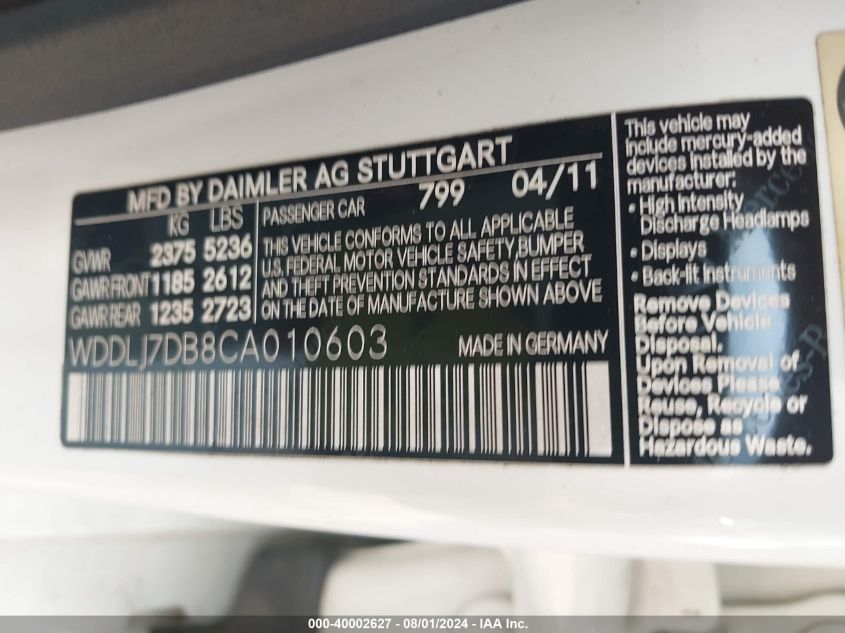 MFD BY DAIMLER AG STUTTGART
KG LBS
GVWR 2375 5236
GAWR FRONT 1185 2612
GAWR REAR 1235 2723
PASSENGER CAR 799 04/11
THIS VEHICLE CONFORMS TO ALL APPLICABLE
U.S. FEDERAL MOTOR VEHICLE SAFETY, BUMPER
AND THEFT PREVENTION STANDARDS IN EFFECT
ON THE DATE OF MANUFACTURE SHOWN ABOVE
WDDLJ7DB8CA010603 MADE IN GERMANY
This vehicle may
include mercury-added
devices installed by the
manufacturer:
• High Intensity
Discharge Headlamps
• Displays
• Back-lit Instruments
Remove Devices
Before Vehicle
Disposal.
Upon Removal of
Devices Please
Reuse, Recycle or
Dispose as
Hazardous Waste.
000-40002627 - 08/01/2024 - IAA Inc.